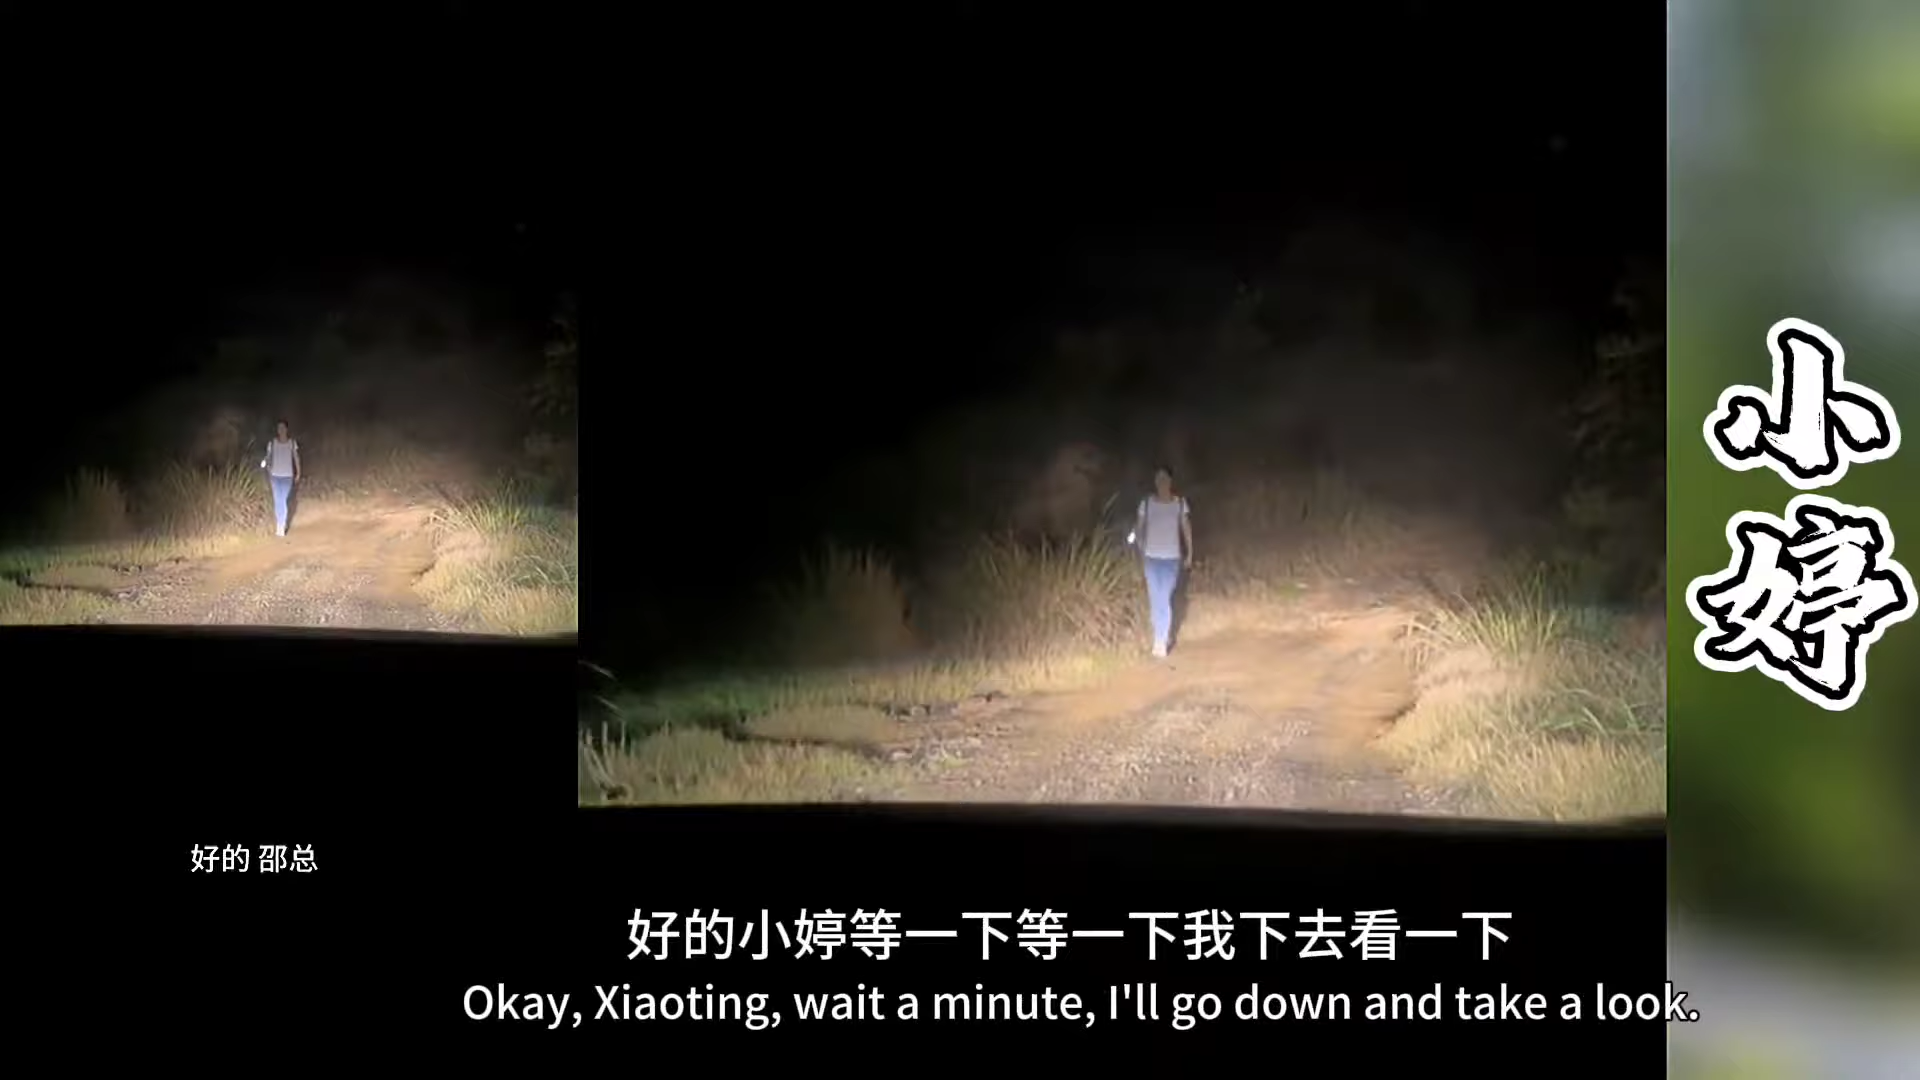 好的 邵总
好的小婷等一下等一下我下去看一下
Okay, Xiaoting, wait a minute, I'll go down and take a look.
小婷